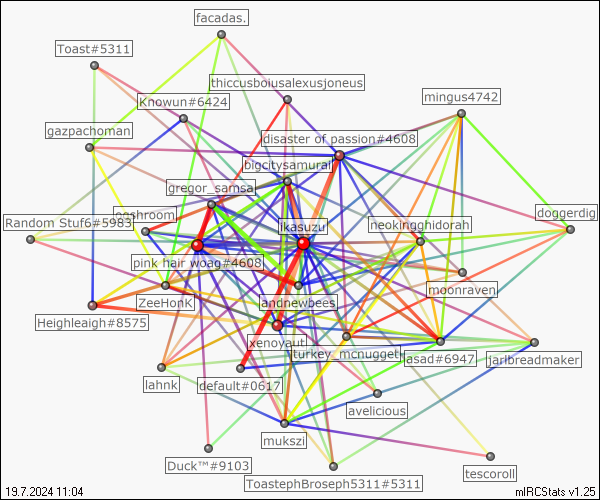 facadas.
Toast#5311
thiccusboiusalexusjoneus
mingus4742
Knowun#6424
gazpachoman
disaster of passion#4608
bigcitysamurai
gregor_samsa
doggerdig
Random Stuf6#5983
ikasuzu
neokingghidorah
pink hair woag#4608
moonraven
ZeeHonK
andnewbees
Heighleaigh#8575
xenoyaut
turkey_mcnugget
asad#6947
jarlbreadmaker
lahnk
default#0617
avelicious
mukszi
Duck™#9103
tescoroll
ToastephBroseph5311#5311
19.7.2024 11:04
mIRCStats v1.25